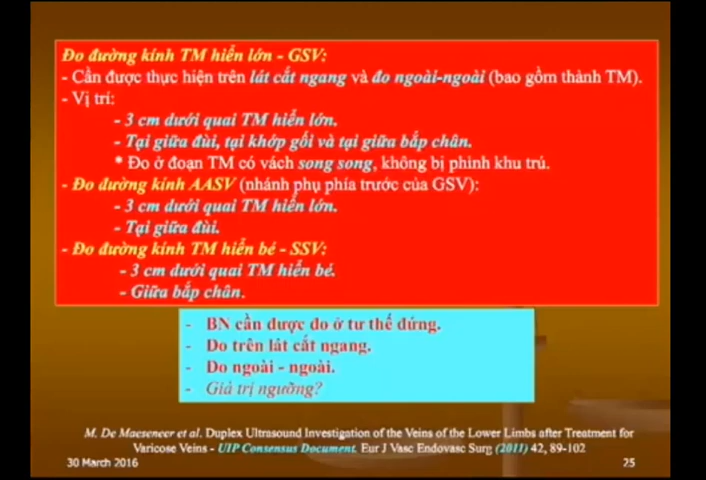 Đo đường kính TM hiển lớn - GSV:
- Cần được thực hiện trên lát cắt ngang và đo ngoài-ngoài (bao gồm thành TM).
- Vị trí:
- 3 cm dưới quai TM hiển lớn.
- Tại giữa đùi, tại khớp gối và tại giữa bắp chân.
* Đo ở đoạn TM có vách song song, không bị phình khu trú.
- Đo đường kính AASV (nhánh phụ phía trước của GSV):
- 3 cm dưới quai TM hiển lớn.
- Tại giữa đùi.
- Đo đường kính TM hiển bé - SSV:
- 3 cm dưới quai TM hiển bé.
- Giữa bắp chân.
- BN cần được đo ở tư thế đứng.
- Đo trên lát cắt ngang.
- Đo ngoài - ngoài.
- Giá trị ngưỡng?
M. De Maeseneer et al. Duplex Ultrasound Investigation of the Veins of the Lower Limbs after Treatment for
Varicose Veins - UIP Consensus Document. Eur J Vasc Endovasc Surg (2011) 42, 89-102
30 March 2016
25